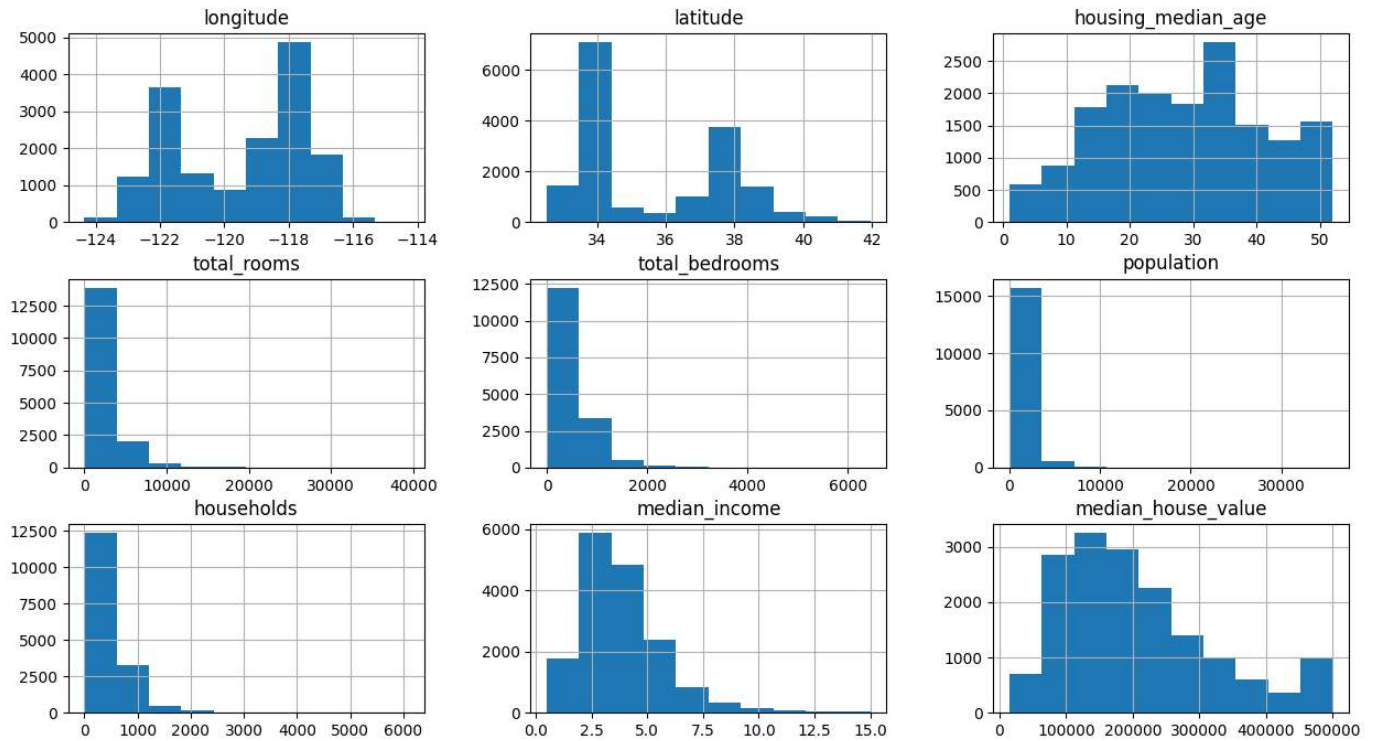 longitude
5000
4000
3000
2000
1000
0
−124 −122 −120 −118 −116 −114
latitude
6000
4000
2000
0
34 36 38 40 42
housing_median_age
2500
2000
1500
1000
500
0
0 10 20 30 40 50
total_rooms
12500
10000
7500
5000
2500
0
0 10000 20000 30000 40000
total_bedrooms
12500
10000
7500
5000
2500
0
0 2000 4000 6000
population
15000
10000
5000
0
0 10000 20000 30000
households
12500
10000
7500
5000
2500
0
0 1000 2000 3000 4000 5000 6000
median_income
6000
4000
2000
0
0.0 2.5 5.0 7.5 10.0 12.5 15.0
median_house_value
3000
2000
1000
0
0 100000 200000 300000 400000 500000